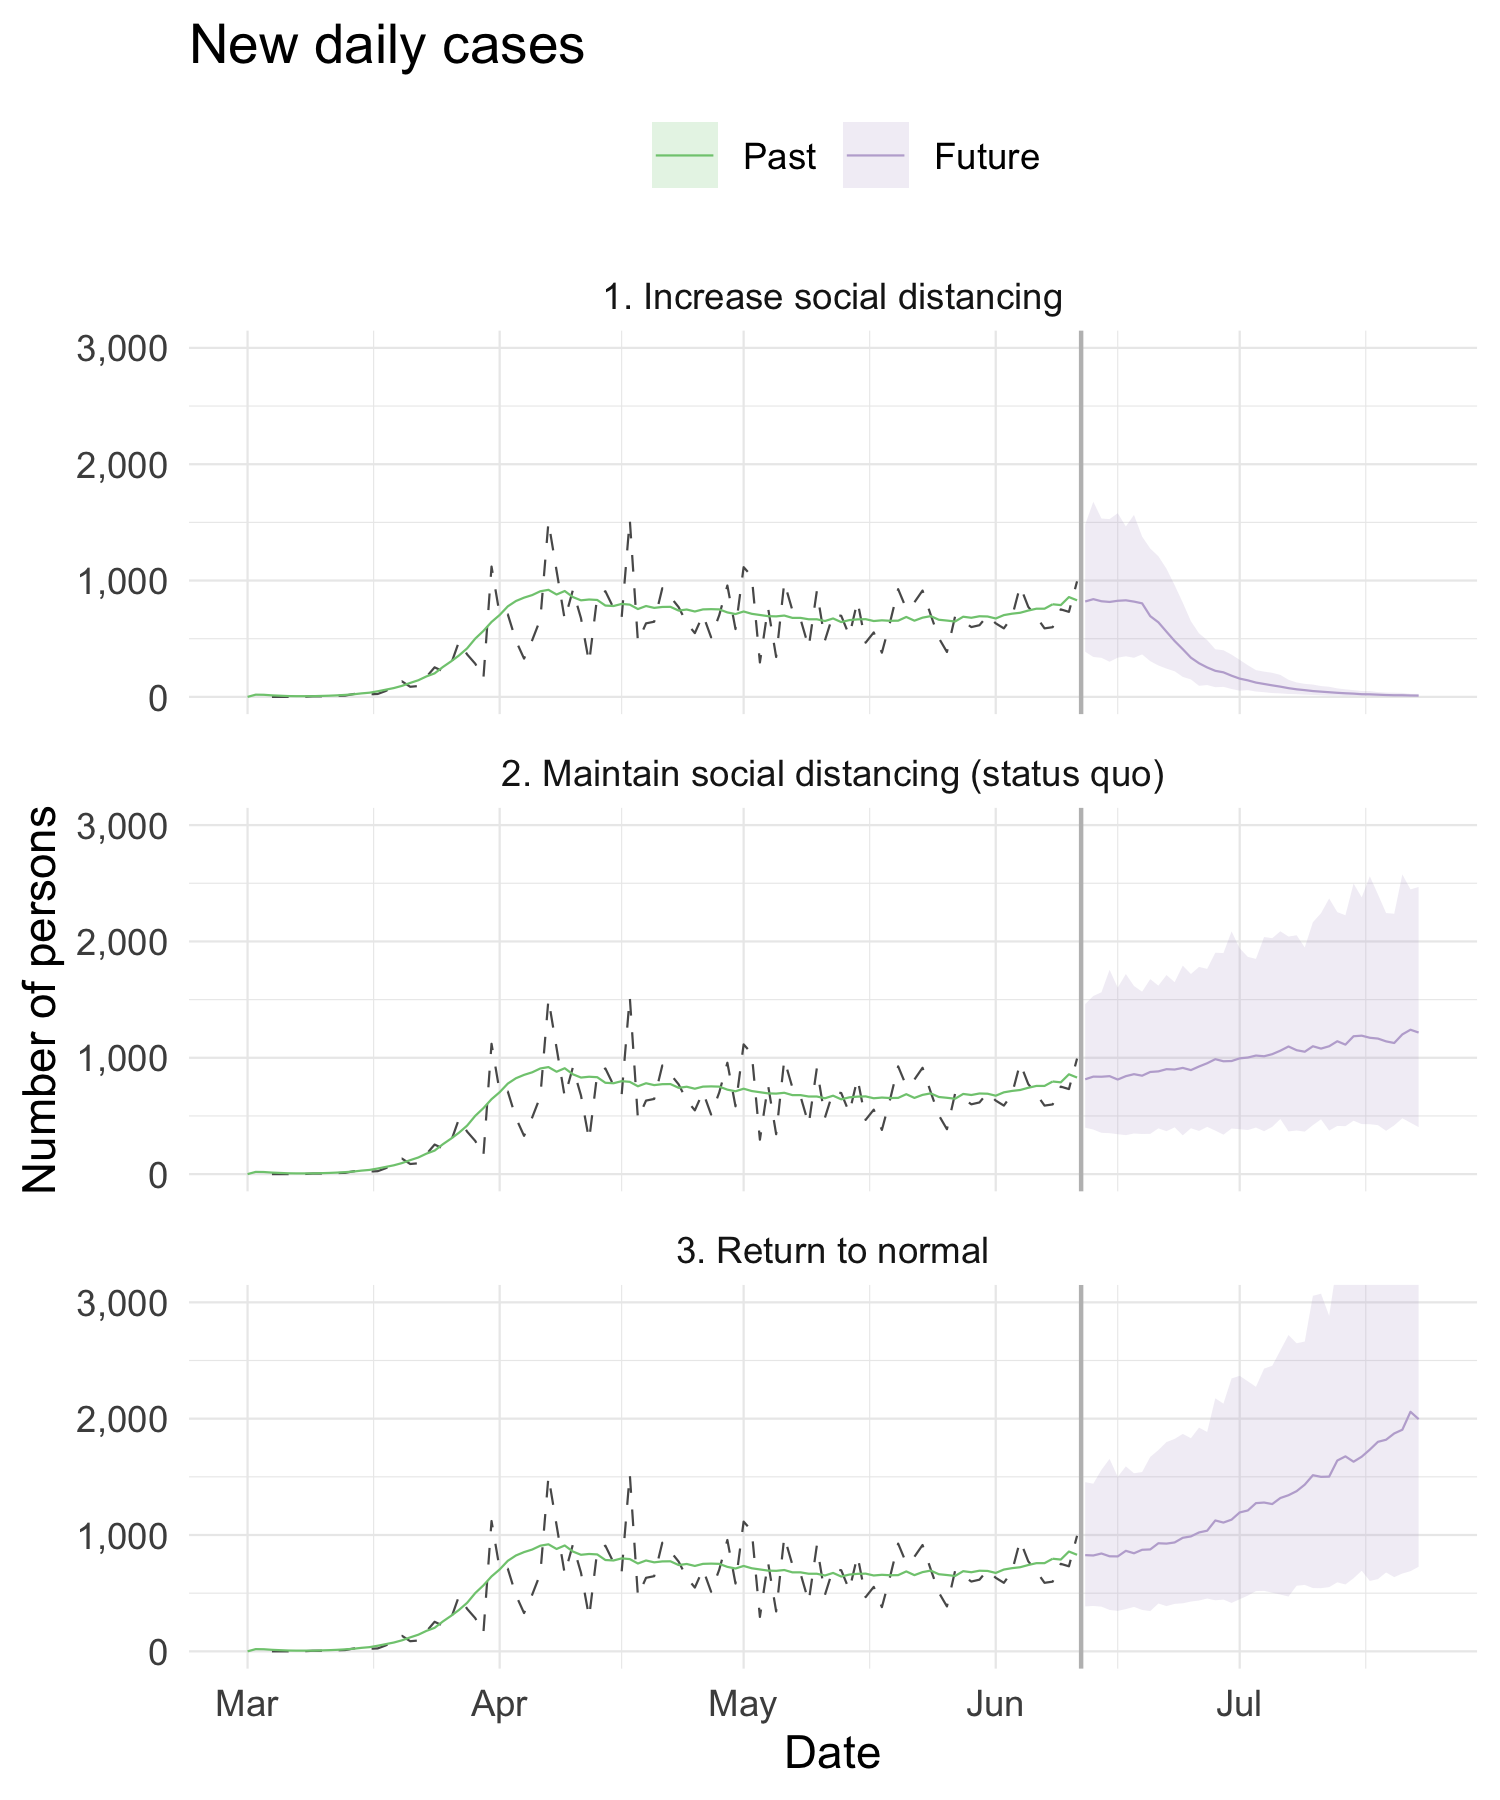 New daily cases
Past
Future
1. Increase social distancing
3,000
2,000
1,000
0
2. Maintain social distancing (status quo)
Number of persons
3,000
2,000
1,000
0
3. Return to normal
3,000
2,000
1,000
0
Mar
Apr
May
Jun
Jul
Date